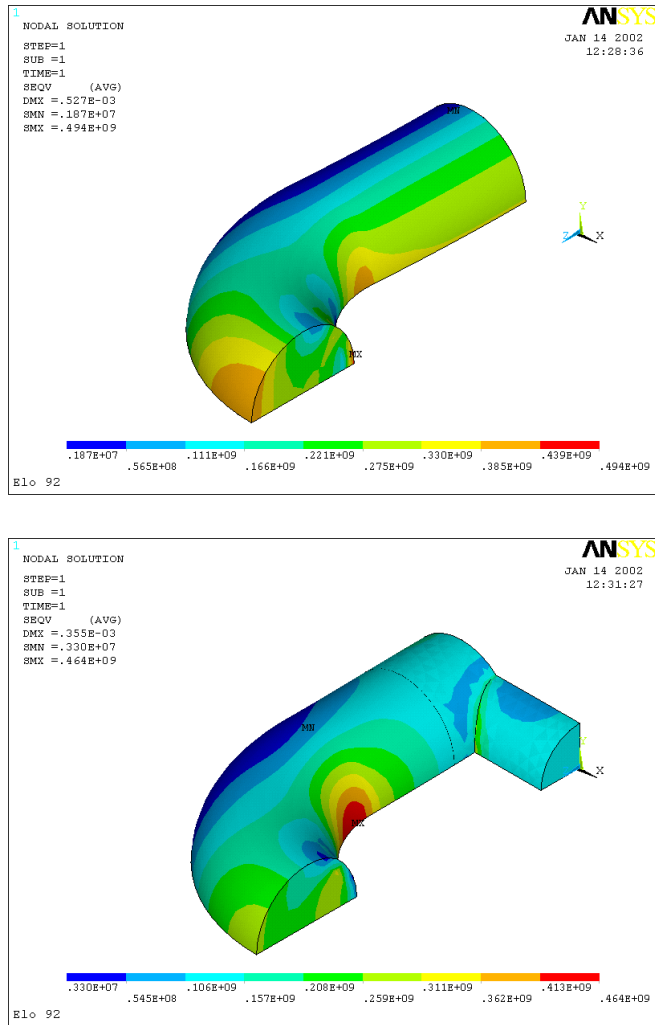 1
ANSYS
NODAL SOLUTION
JAN 14 2002
12:28:36
STEP=1
SUB =1
TIME=1
SEQV (AVG)
DMX =.527E-03
SMN =.187E+07
SMX =.494E+09
MN
Y
Z X
MX
.187E+07 .565E+08 .111E+09 .166E+09 .221E+09 .275E+09 .330E+09 .385E+09 .439E+09 .494E+09
Elo 92
1
ANSYS
NODAL SOLUTION
JAN 14 2002
12:31:27
STEP=1
SUB =1
TIME=1
SEQV (AVG)
DMX =.355E-03
SMN =.330E+07
SMX =.464E+09
MN
Y
X
MX
.330E+07 .545E+08 .106E+09 .157E+09 .208E+09 .259E+09 .311E+09 .362E+09 .413E+09 .464E+09
Elo 92